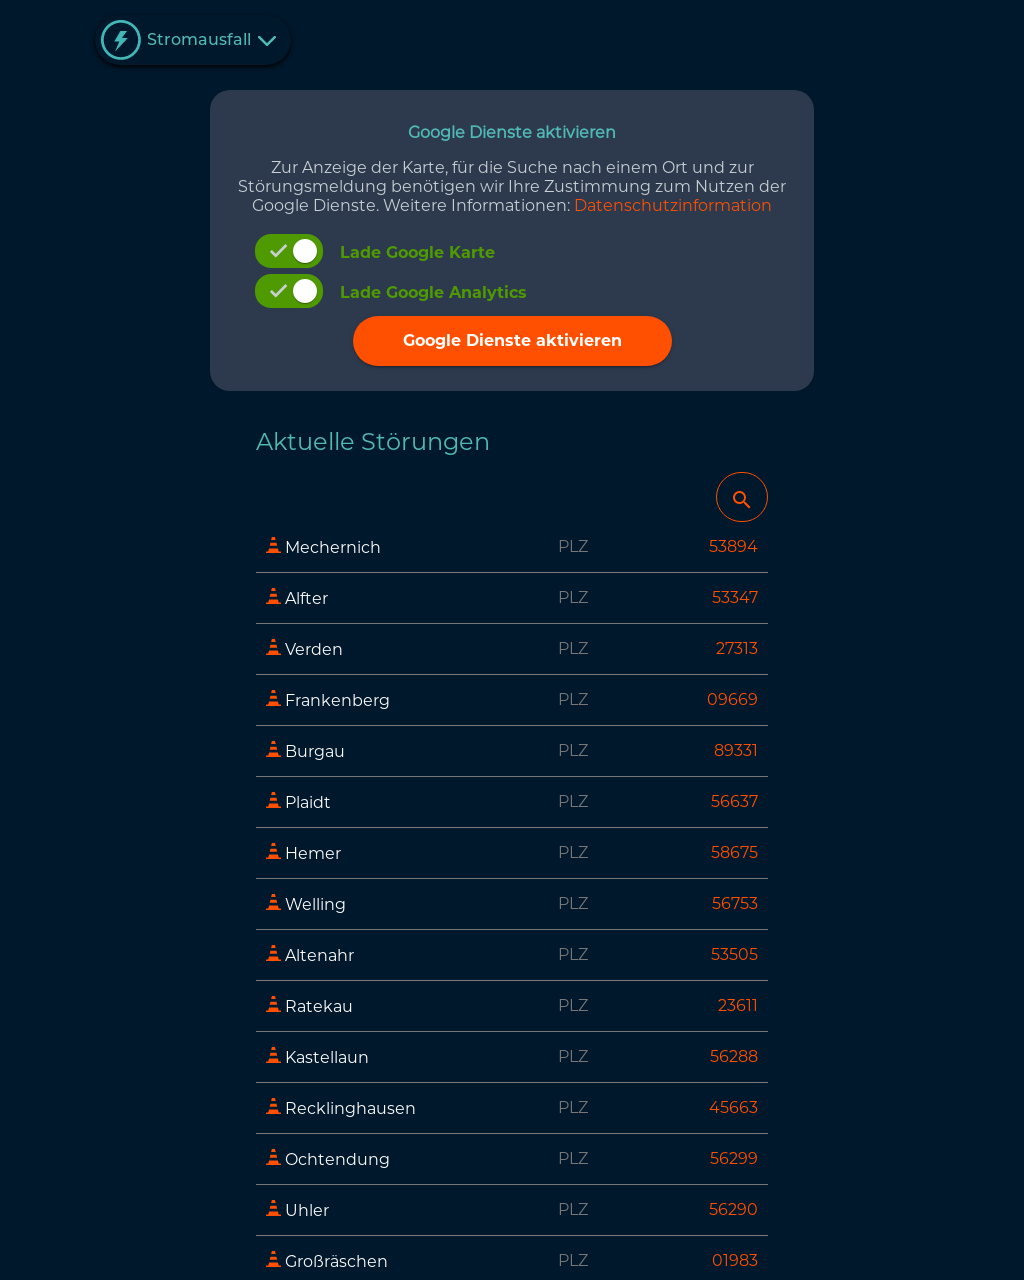 Stromausfall
Google Dienste aktivieren
Zur Anzeige der Karte, für die Suche nach einem Ort und zur
Störungsmeldung benötigen wir Ihre Zustimmung zum Nutzen der
Google Dienste. Weitere Informationen: Datenschutzinformation
Lade Google Karte
Lade Google Analytics
Google Dienste aktivieren
Aktuelle Störungen
Mechernich PLZ 53894
Alfter PLZ 53347
Verden PLZ 27313
Frankenberg PLZ 09669
Burgau PLZ 89331
Plaidt PLZ 56637
Hemer PLZ 58675
Welling PLZ 56753
Altenahr PLZ 53505
Ratekau PLZ 23611
Kastellaun PLZ 56288
Recklinghausen PLZ 45663
Ochtendung PLZ 56299
Uhler PLZ 56290
Großräschen PLZ 01983